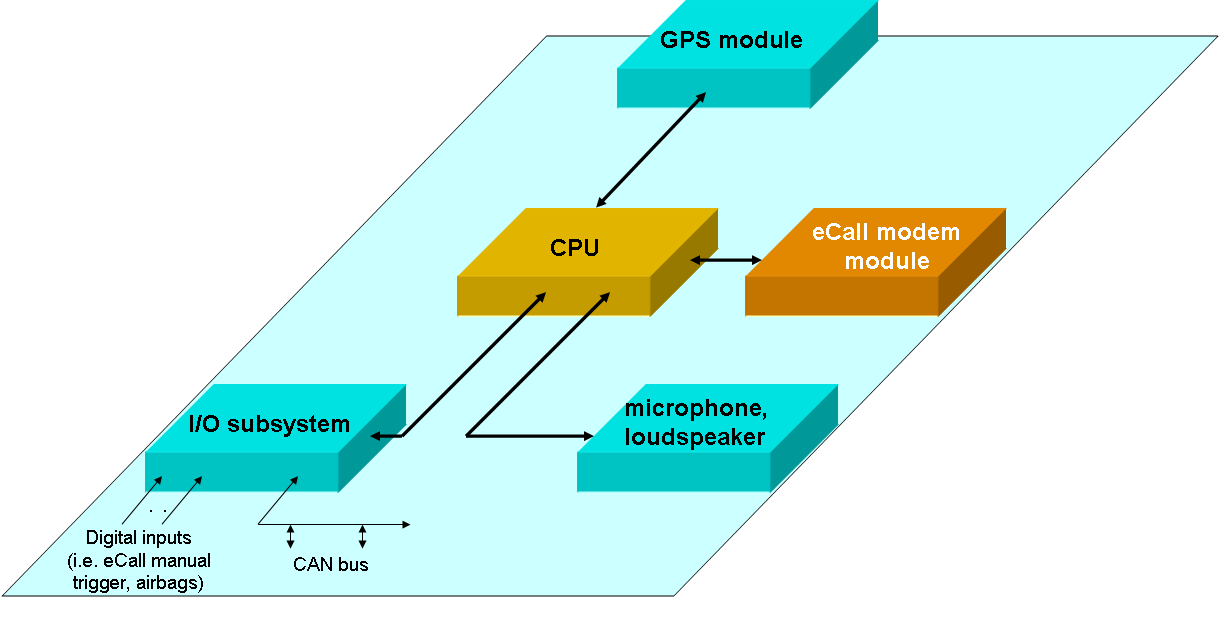 GPS module
CPU
eCall modem
module
I/O subsystem
microphone,
loudspeaker
Digital inputs
(i.e. eCall manual
trigger, airbags)
CAN bus